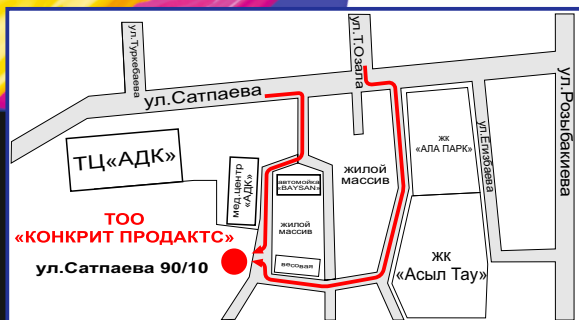 ул.Туркебаева
ул.Т.Озала
ул.Сатпаева
ул.Розыбакиева
ул.Егизбаева
жк
«АЛА ПАРК»
ТЦ«АДК»
мед.центр
«АДК»
автомойка
«BAYSAN»
жилой
массив
жилой
массив
ТОО
«КОНКРИТ ПРОДАКТС»
ул.Сатпаева 90/10
весовая
жк
«Асыл Тау»